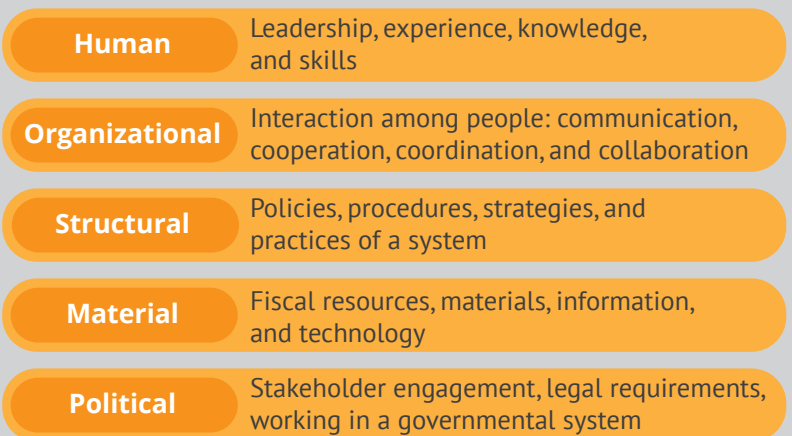 Human
Leadership, experience, knowledge,
and skills
Organizational
Interaction among people: communication,
cooperation, coordination, and collaboration
Structural
Policies, procedures, strategies, and
practices of a system
Material
Fiscal resources, materials, information,
and technology
Political
Stakeholder engagement, legal requirements,
working in a governmental system